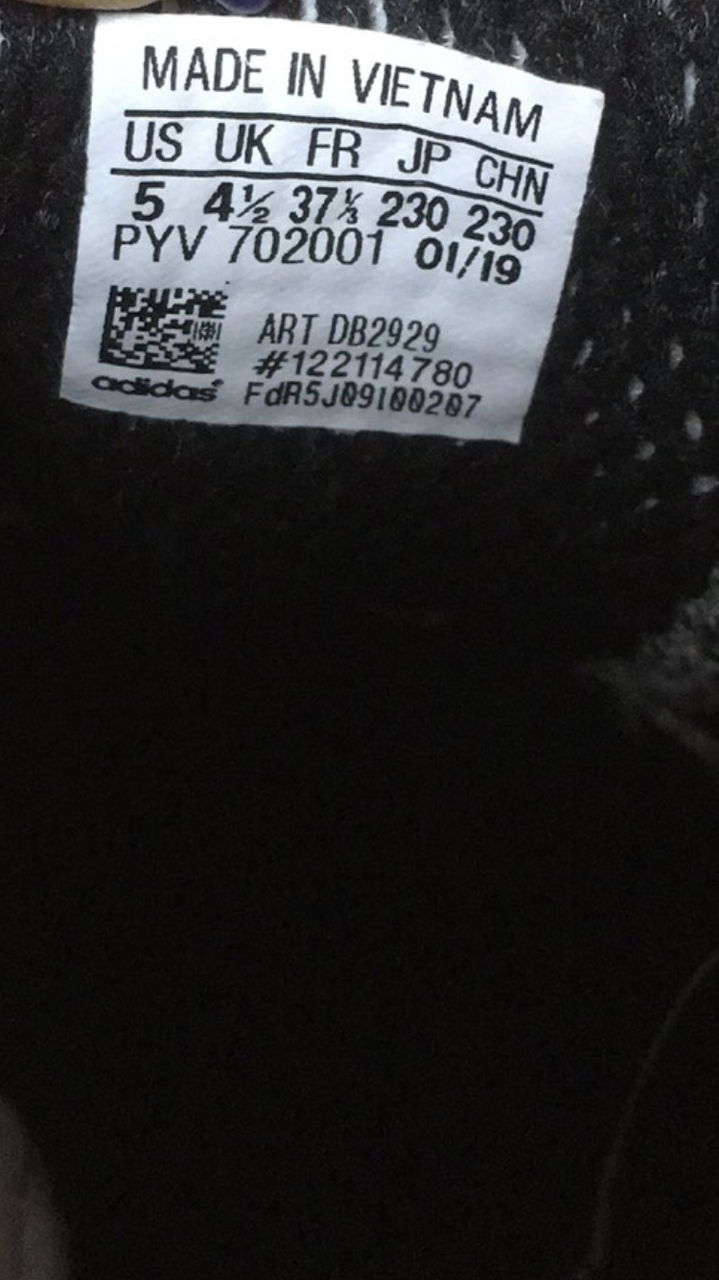 MADE IN VIETNAM
US UK FR JP CHN
5 4½ 37⅓ 230 230
PYV 702001 01/19
ART DB2929
#122114780
adidas FdR5J09I00207